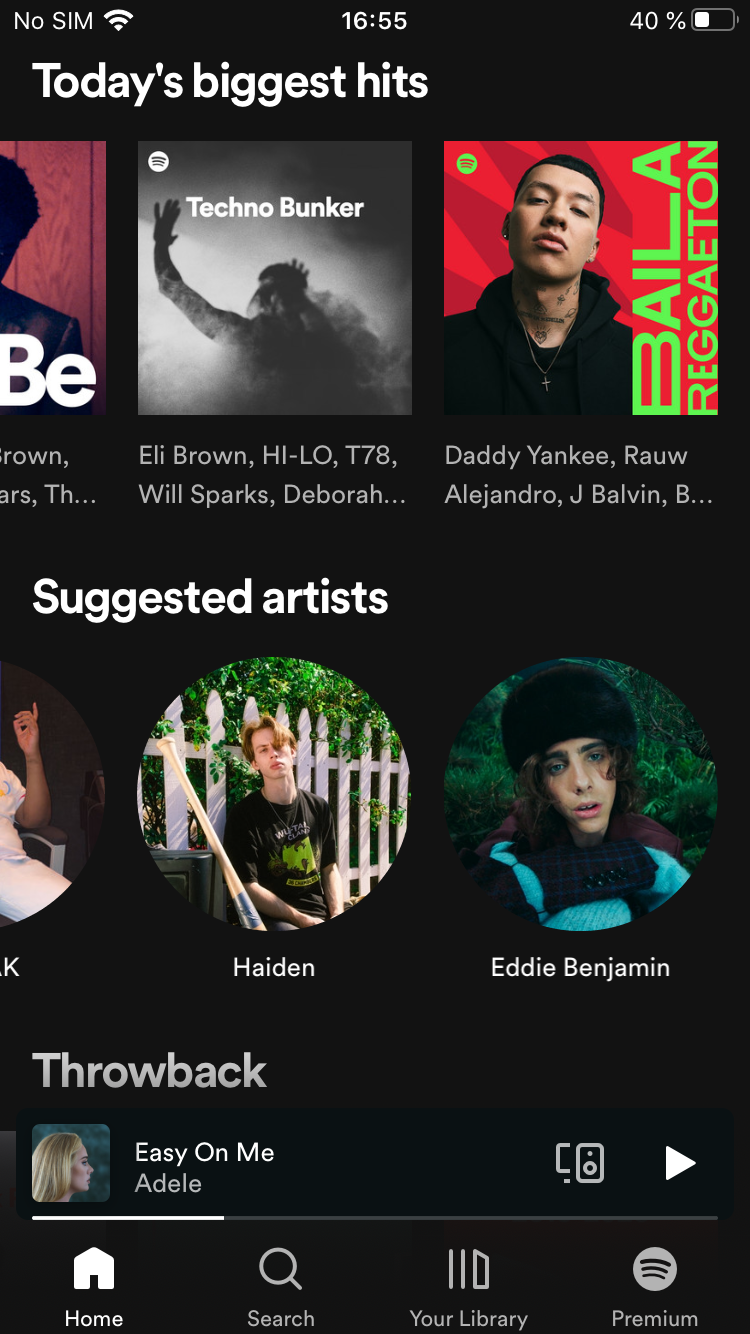 No SIM 16:55 40 %
Today's biggest hits
Be
Techno Bunker
BAILA
REGGAETON
Brown,
ars, Th...
Eli Brown, HI-LO, T78,
Will Sparks, Deborah...
Daddy Yankee, Rauw
Alejandro, J Balvin, B...
Suggested artists
K
Haiden
Eddie Benjamin
Throwback
Easy On Me
Adele
Home
Search
Your Library
Premium